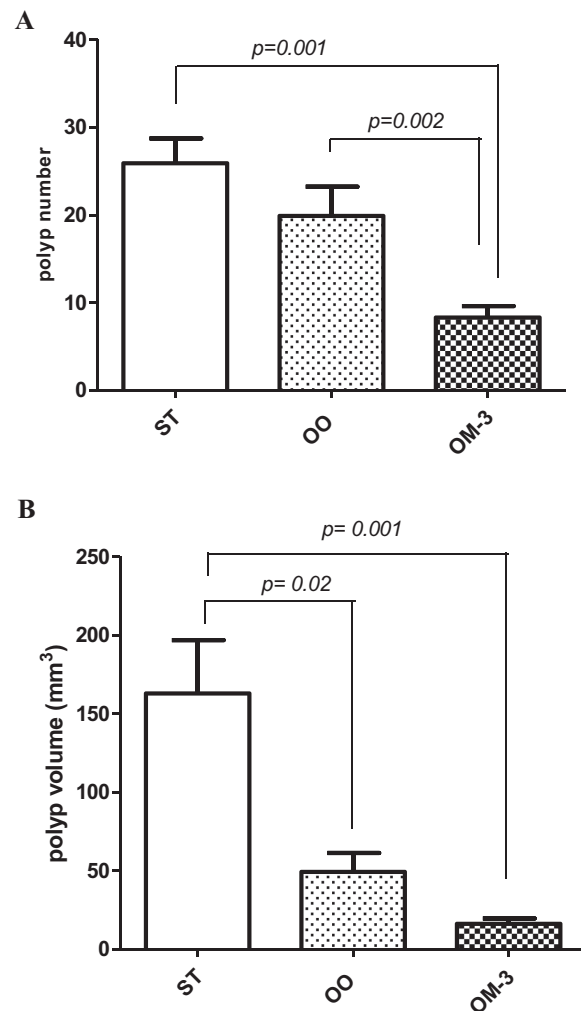 A
40
p=0.001
30
p=0.002
polyp number
20
10
0
ST
OO
OM-3
B
250
p= 0.001
p= 0.02
200
polyp volume (mm³)
150
100
50
0
ST
OO
OM-3